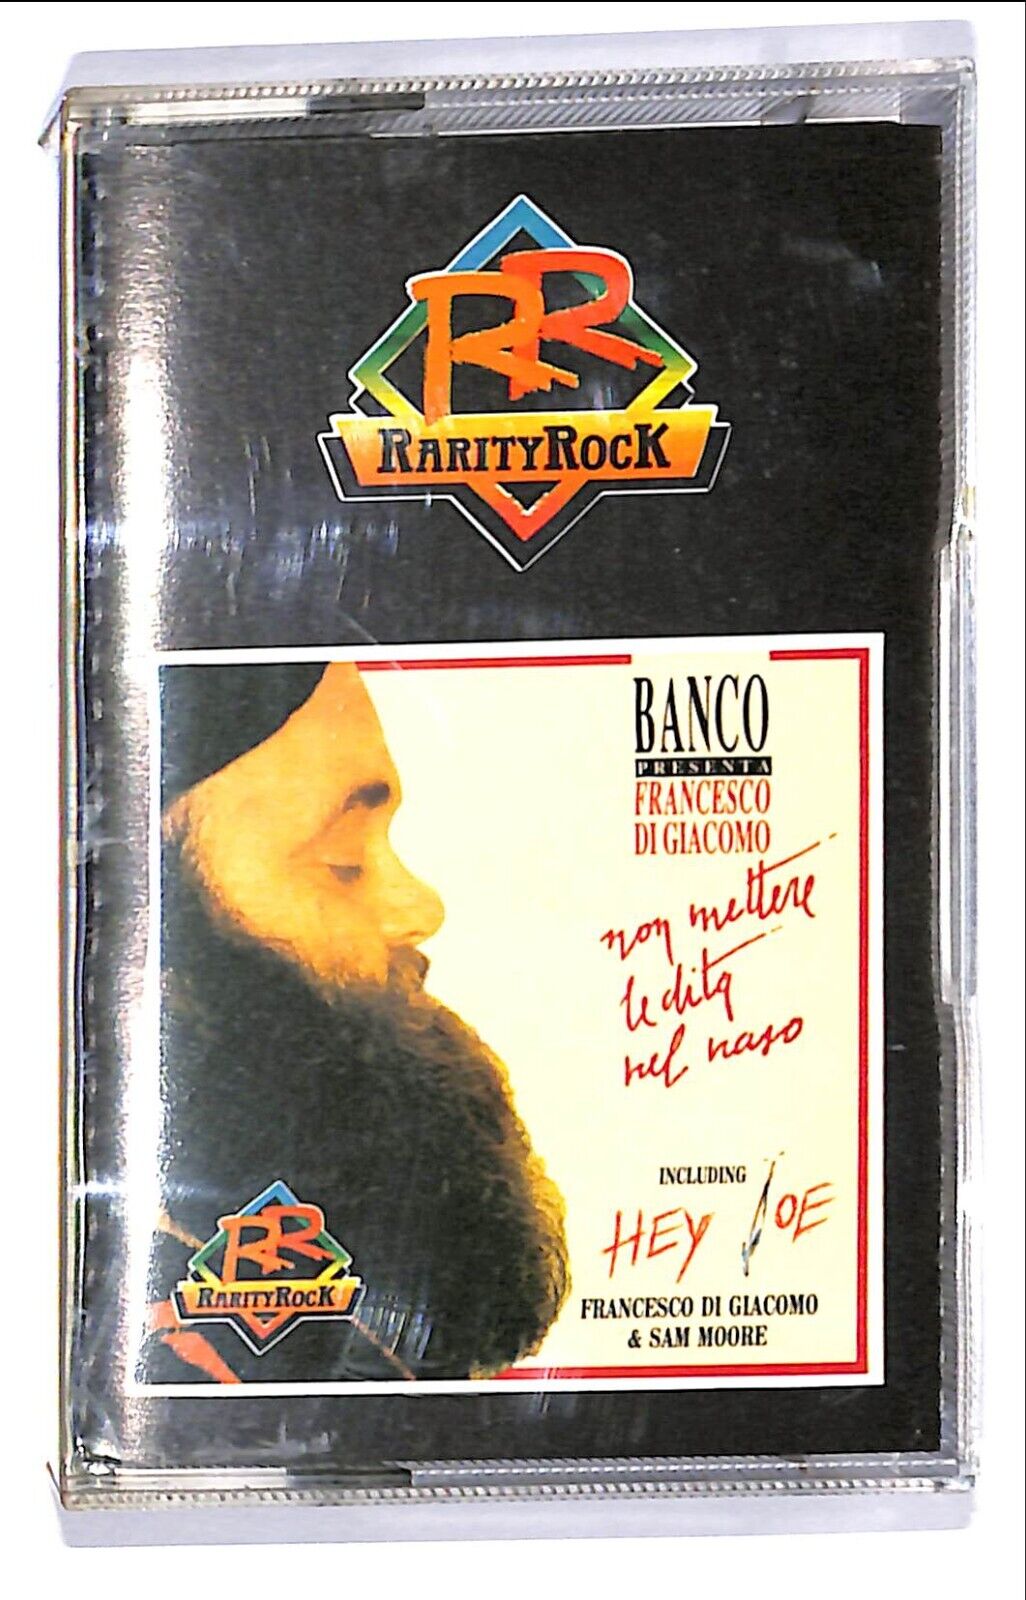 RR
RARITYROCK
BANCO
PRESENTA
FRANCESCO
DI GIACOMO
non mettere
le dita
nel naso
INCLUDING
HEY JOE
FRANCESCO DI GIACOMO
& SAM MOORE
RR
RARITYROCK